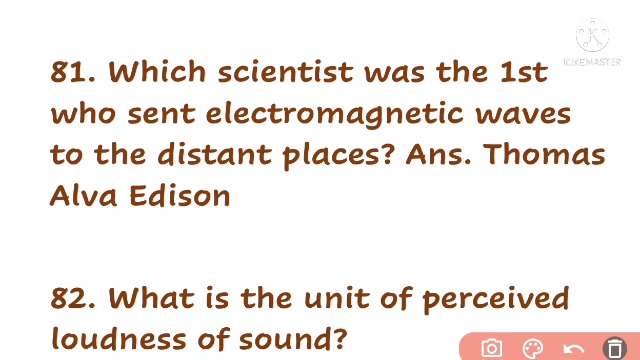 KINEMASTER
81. Which scientist was the 1st
who sent electromagnetic waves
to the distant places? Ans. Thomas
Alva Edison
82. What is the unit of perceived
loudness of sound?